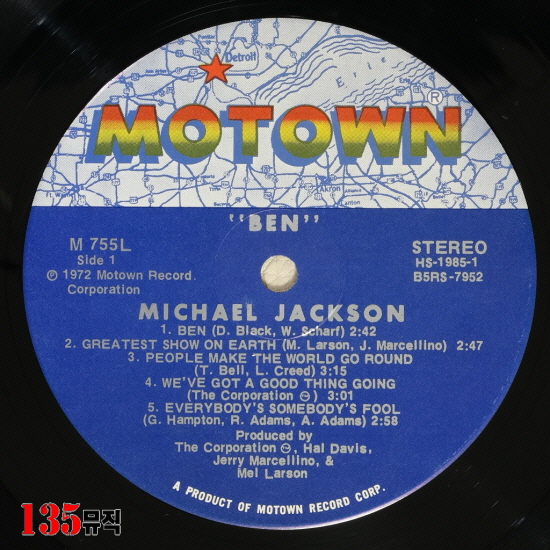 Detroit
Erie
MOTOWN®
Akron
Canton
"BEN"
M 755L
Side 1
℗ 1972 Motown Record
Corporation
STEREO
HS-1985-1
B5RS-7952
MICHAEL JACKSON
1. BEN (D. Black, W. Scharf) 2:42
2. GREATEST SHOW ON EARTH (M. Larson, J. Marcellino) 2:47
3. PEOPLE MAKE THE WORLD GO ROUND
(T. Bell, L. Creed) 3:15
4. WE'VE GOT A GOOD THING GOING
(The Corporation ™) 3:01
5. EVERYBODY'S SOMEBODY'S FOOL
(G. Hampton, R. Adams, A. Adams) 2:58
Produced by
The Corporation ™, Hal Davis,
Jerry Marcellino, &
Mel Larson
A PRODUCT OF MOTOWN RECORD CORP.
135뮤직